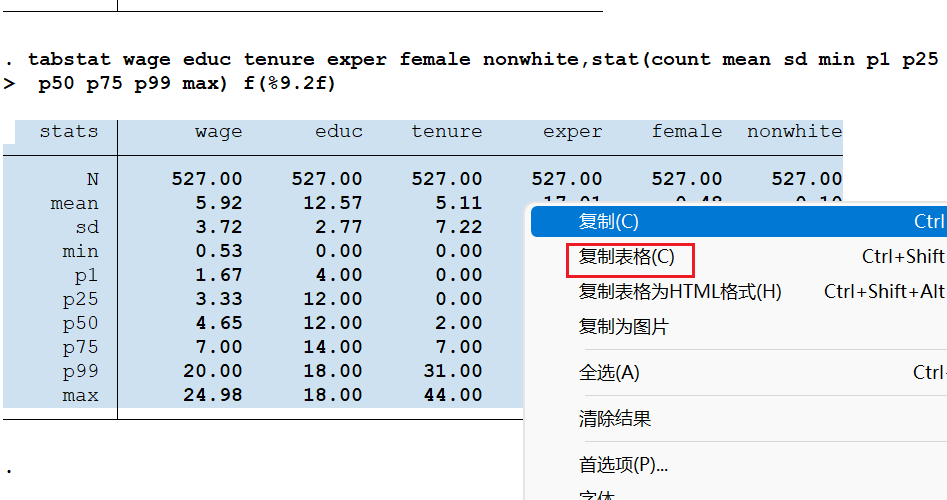 . tabstat wage educ tenure exper female nonwhite,stat(count mean sd min p1 p25
> p50 p75 p99 max) f(%9.2f)
stats wage educ tenure exper female nonwhite
N 527.00 527.00 527.00 527.00 527.00 527.00
mean 5.92 12.57 5.11 17.01 0.48 0.10
sd 3.72 2.77 7.22
min 0.53 0.00 0.00
p1 1.67 4.00 0.00
p25 3.33 12.00 0.00
p50 4.65 12.00 2.00
p75 7.00 14.00 7.00
p99 20.00 18.00 31.00
max 24.98 18.00 44.00
.
复制(C) Ctrl
复制表格(C) Ctrl+Shift
复制表格为HTML格式(H) Ctrl+Shift+Alt
复制为图片
全选(A) Ctrl
清除结果
首选项(P)...
字体